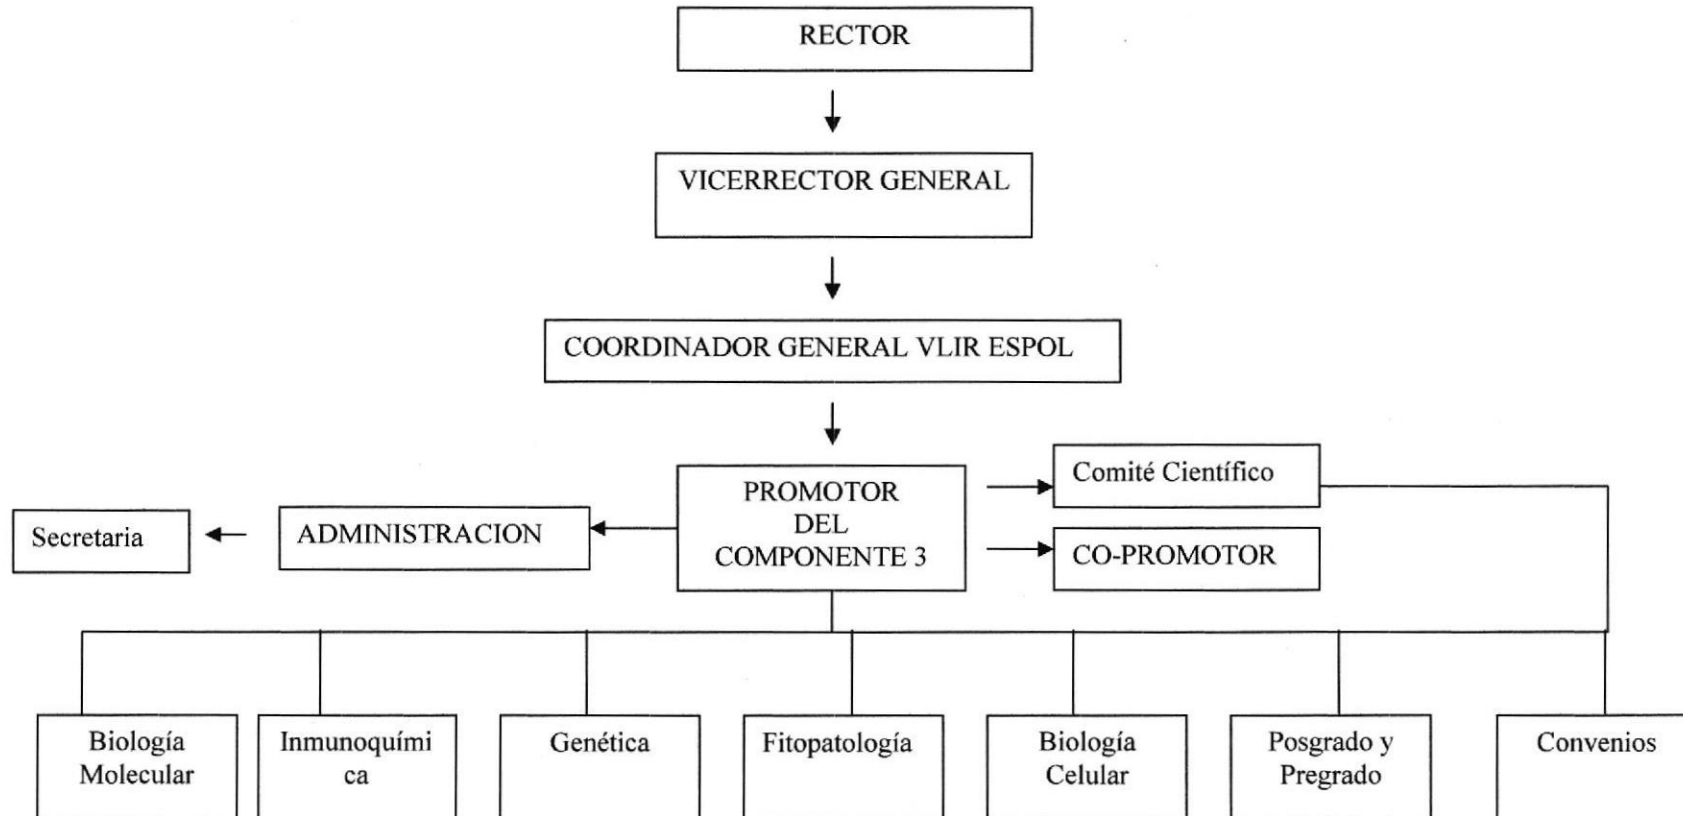 RECTOR
VICERRECTOR GENERAL
COORDINADOR GENERAL VLIR ESPOL
PROMOTOR
DEL
COMPONENTE 3
Comité Científico
CO-PROMOTOR
ADMINISTRACION
Secretaria
Biología
Molecular
Inmunoquími
ca
Genética
Fitopatología
Biología
Celular
Posgrado y
Pregrado
Convenios